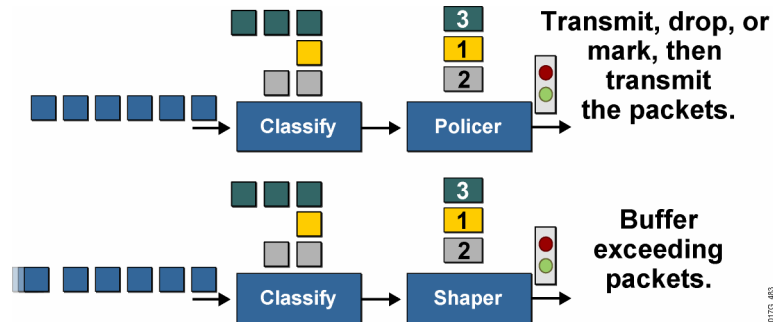 3
1
2
Transmit, drop, or
mark, then
transmit
the packets.
Classify
Policer
3
1
2
Buffer
exceeding
packets.
Classify
Shaper